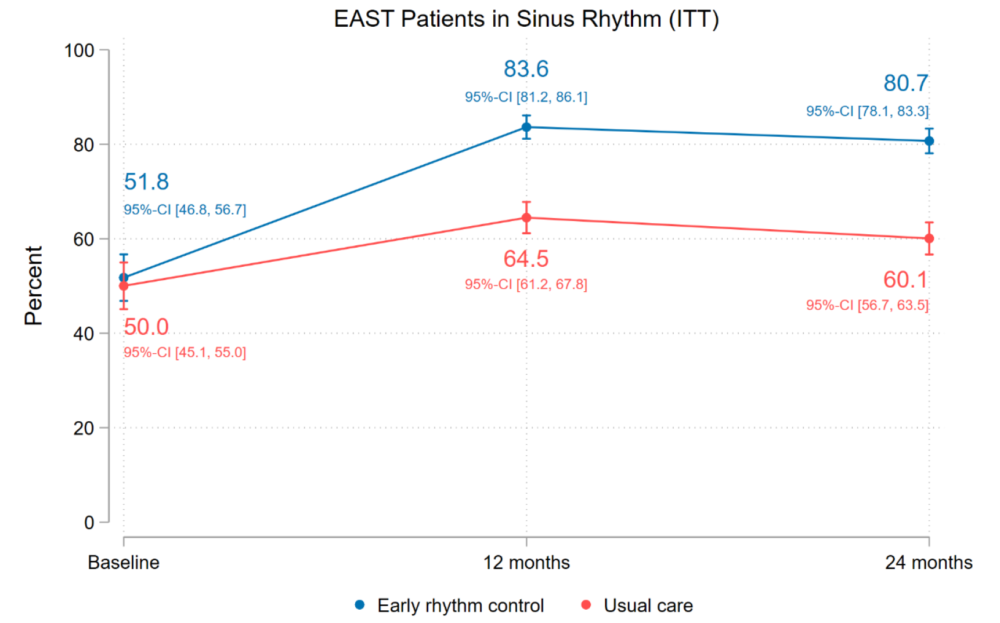 EAST Patients in Sinus Rhythm (ITT)
100
80
60
40
20
0
Percent
51.8
95%-CI [46.8, 56.7]
50.0
95%-CI [45.1, 55.0]
83.6
95%-CI [81.2, 86.1]
64.5
95%-CI [61.2, 67.8]
80.7
95%-CI [78.1, 83.3]
60.1
95%-CI [56.7, 63.5]
Baseline
12 months
24 months
Early rhythm control
Usual care